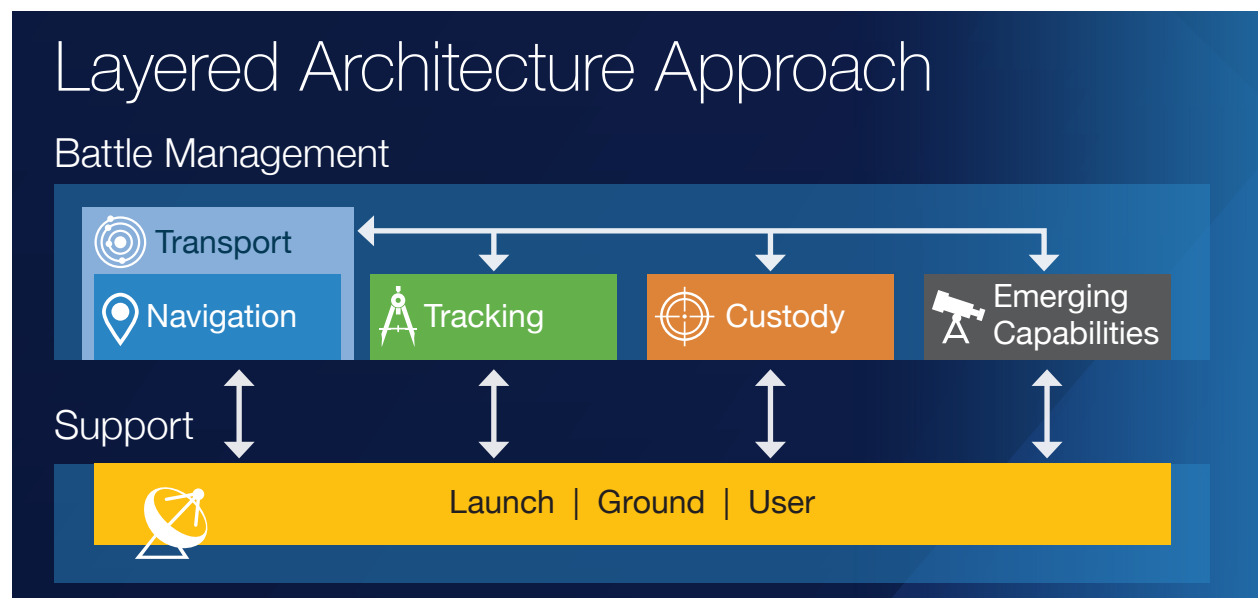 Layered Architecture Approach
Battle Management
Transport
Navigation
Tracking
Custody
Emerging
Capabilities
Support
Launch | Ground | User